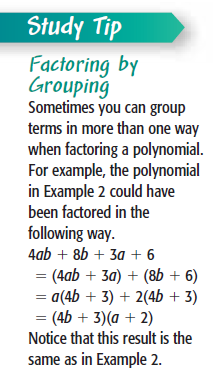 Study Tip
Factoring by
Grouping
Sometimes you can group
terms in more than one way
when factoring a polynomial.
For example, the polynomial
in Example 2 could have
been factored in the
following way.
4ab + 8b + 3a + 6
= (4ab + 3a) + (8b + 6)
= a(4b + 3) + 2(4b + 3)
= (4b + 3)(a + 2)
Notice that this result is the
same as in Example 2.